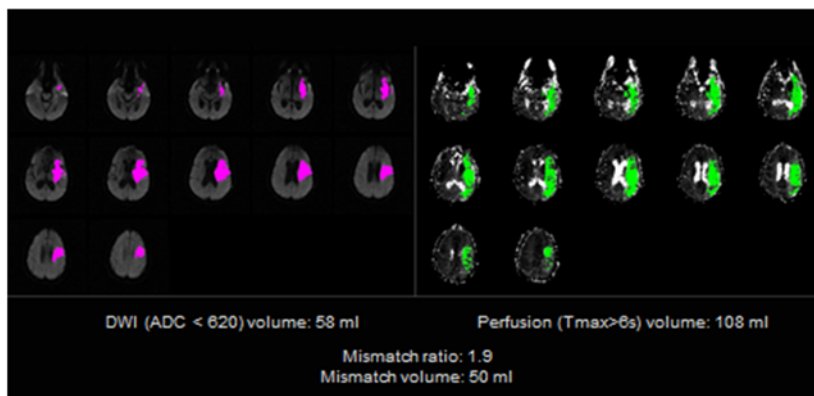 DWI (ADC < 620) volume: 58 ml
Perfusion (Tmax>6s) volume: 108 ml
Mismatch ratio: 1.9
Mismatch volume: 50 ml